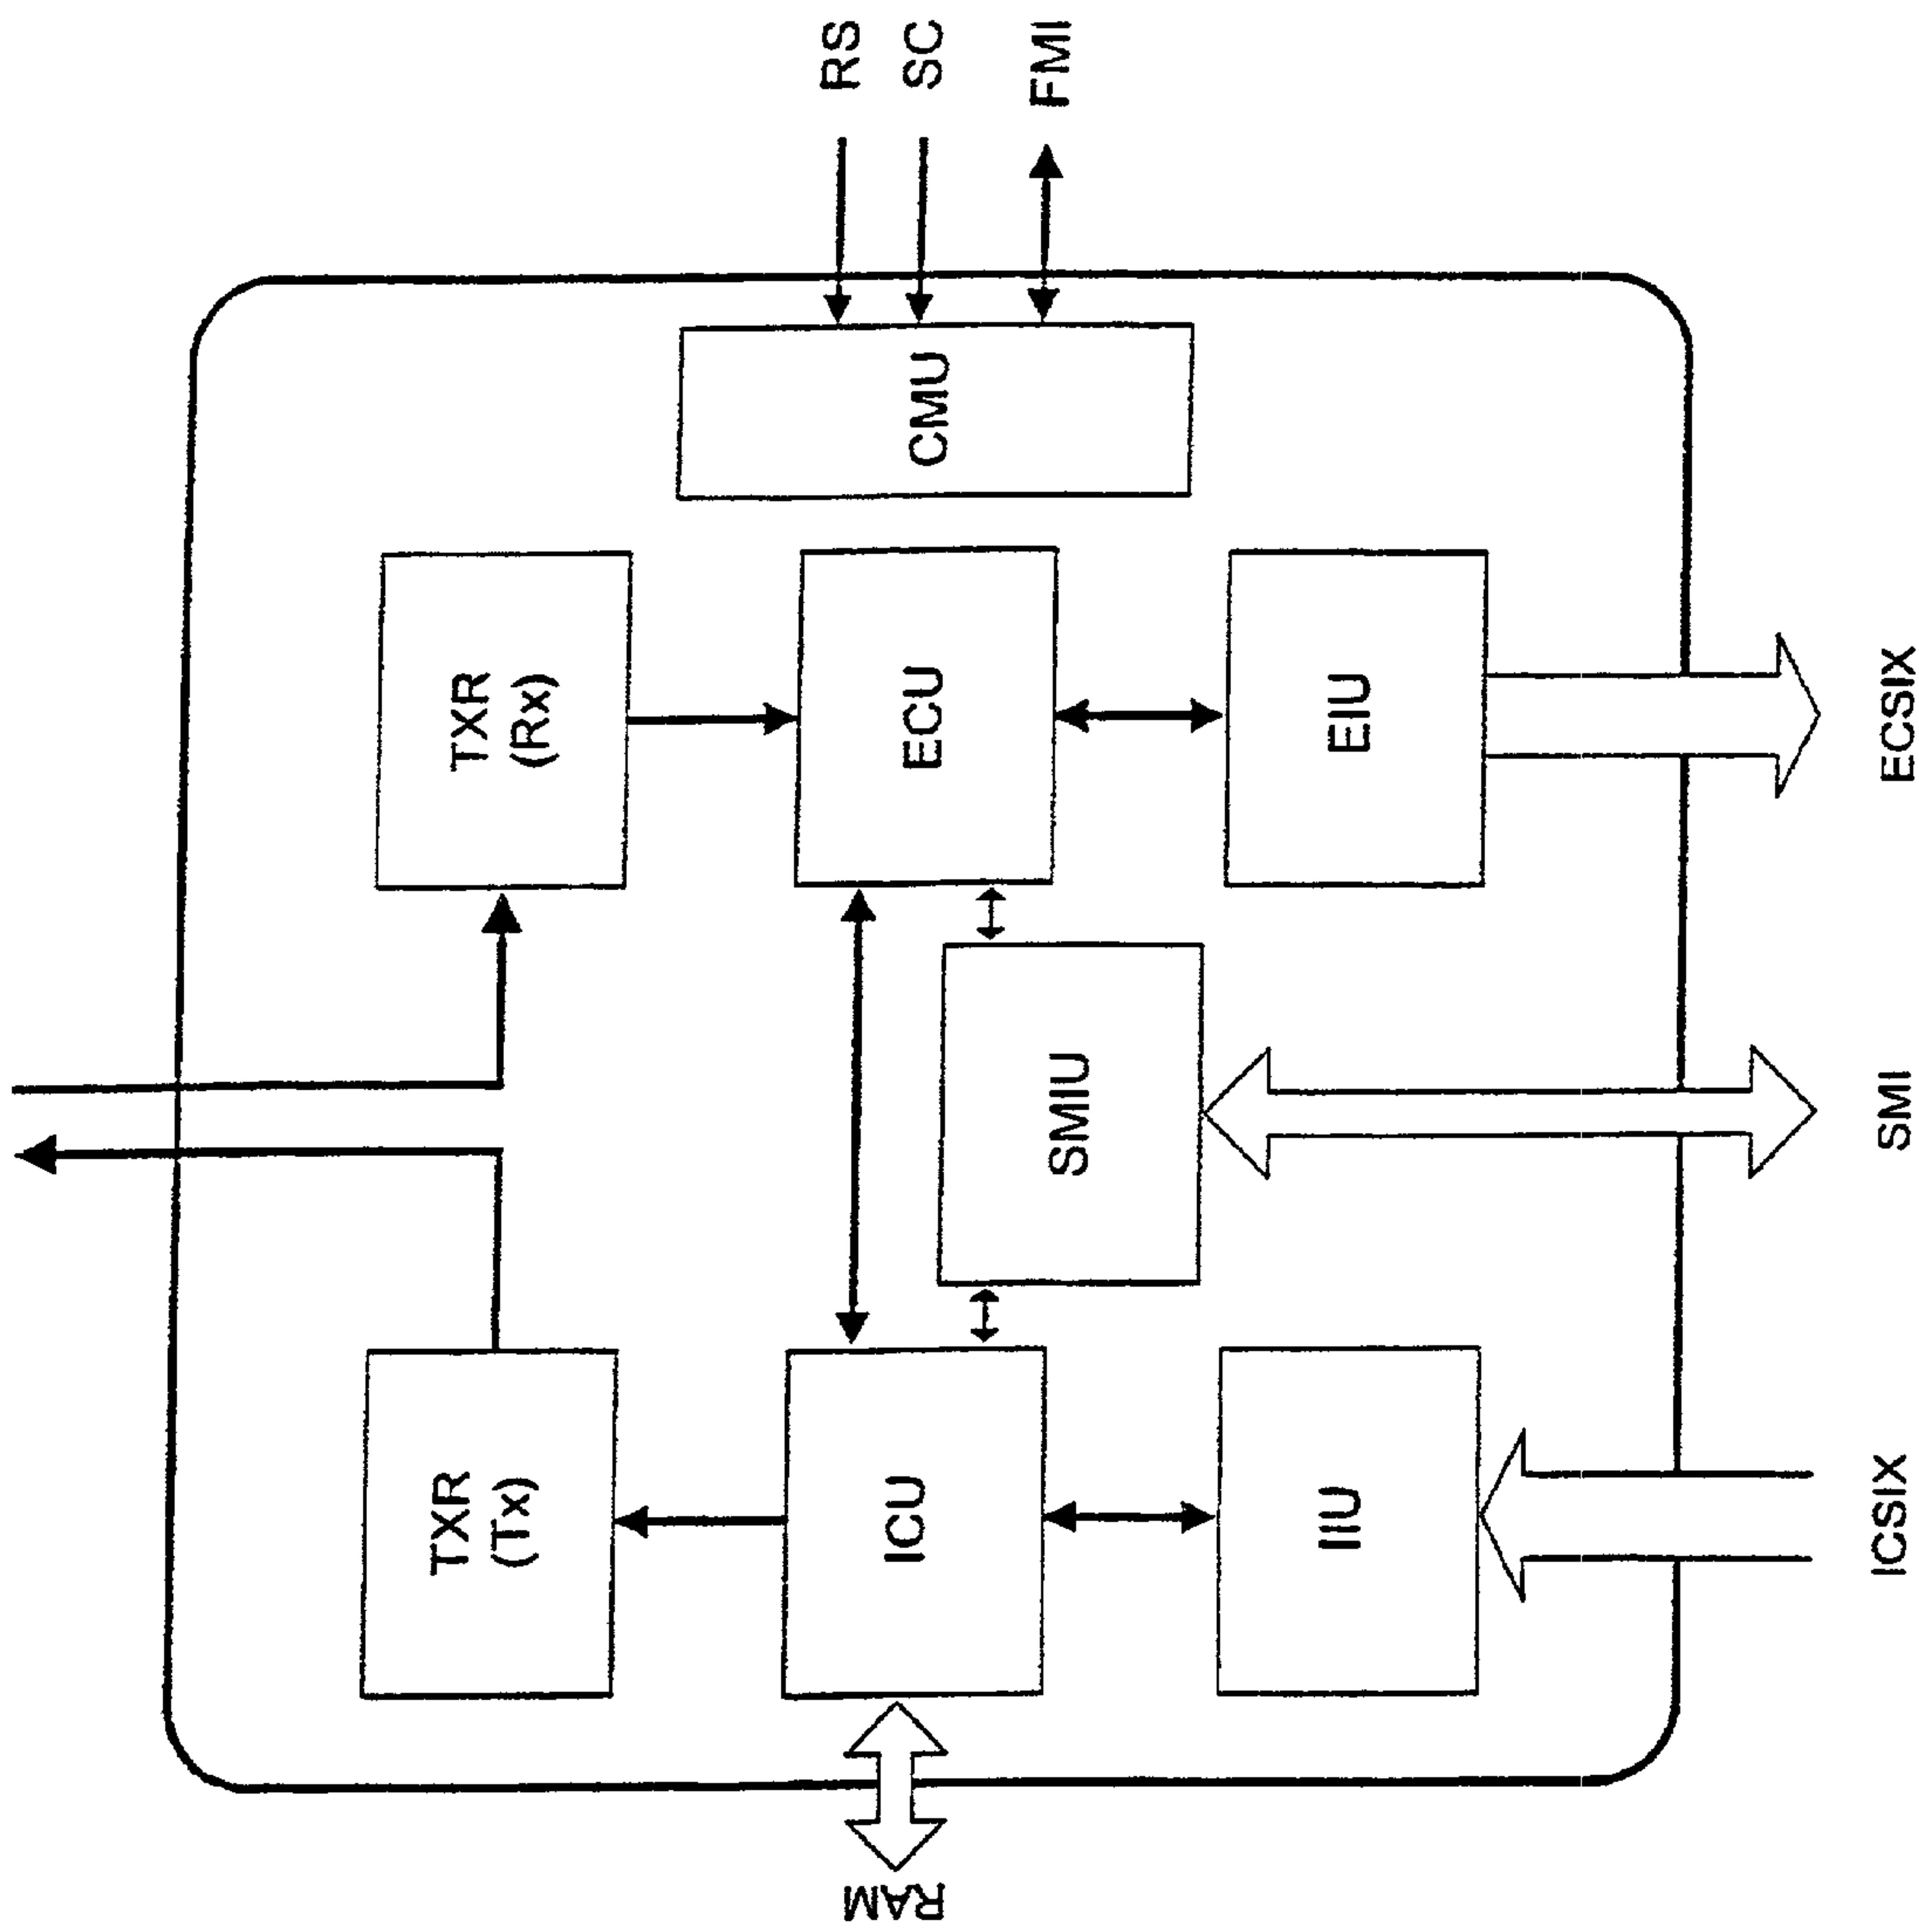 TXR
(Tx)
TXR
(Rx)
RAM
ICU
ECU
CMU
RS
SC
FMI
SMIU
IIU
EIU
ICSIX
SMI
ECSIX